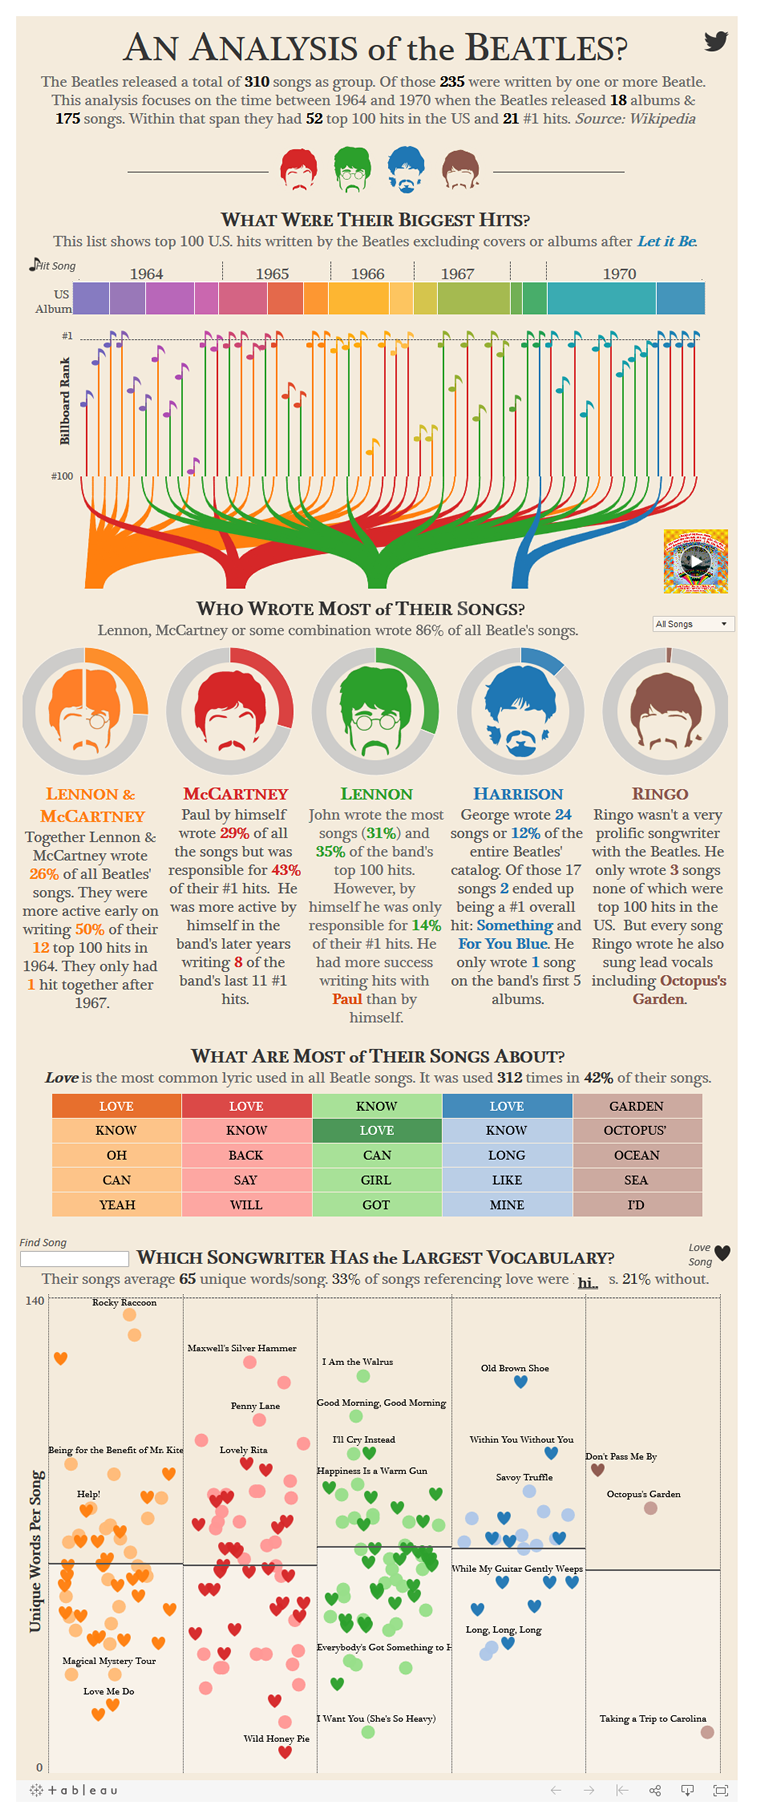 AN ANALYSIS of the BEATLES?
The Beatles released a total of 310 songs as group. Of those 235 were written by one or more Beatle.
This analysis focuses on the time between 1964 and 1970 when the Beatles released 18 albums &
175 songs. Within that span they had 52 top 100 hits in the US and 21 #1 hits. Source: Wikipedia
WHAT WERE THEIR BIGGEST HITS?
This list shows top 100 U.S. hits written by the Beatles excluding covers or albums after Let it Be.
Hit Song
1964 1965 1966 1967 1970
US
Album
#1
Billboard Rank
#100
WHO WROTE MOST of THEIR SONGS?
Lennon, McCartney or some combination wrote 86% of all Beatle's songs.
All Songs
LENNON &
MCCARTNEY
Together Lennon &
McCartney wrote
26% of all Beatles'
songs. They were
more active early on
writing 50% of their
12 top 100 hits in
1964. They only had
1 hit together after
1967.
MCCARTNEY
Paul by himself
wrote 29% of all
the songs but was
responsible for 43%
of their #1 hits. He
was more active by
himself in the
band's later years
writing 8 of the
band's last 11 #1
hits.
LENNON
John wrote the most
songs (31%) and
35% of the band's
top 100 hits.
However, by
himself he was only
responsible for 14%
of their #1 hits. He
had more success
writing hits with
Paul than by
himself.
HARRISON
George wrote 24
songs or 12% of the
entire Beatles'
catalog. Of those 17
songs 2 ended up
being a #1 overall
hit: Something and
For You Blue. He
only wrote 1 song
on the band's first 5
albums.
RINGO
Ringo wasn't a very
prolific songwriter
with the Beatles. He
only wrote 3 songs
none of which were
top 100 hits in the
US. But every song
Ringo wrote he also
sung lead vocals
including Octopus's
Garden.
WHAT ARE MOST of THEIR SONGS ABOUT?
Love is the most common lyric used in all Beatle songs. It was used 312 times in 42% of their songs.
LOVE LOVE KNOW LOVE GARDEN
KNOW KNOW LOVE KNOW OCTOPUS'
OH BACK CAN LONG OCEAN
CAN SAY GIRL LIKE SEA
YEAH WILL GOT MINE I'D
Find Song
WHICH SONGWRITER HAS the LARGEST VOCABULARY?
Love
Song
Their songs average 65 unique words/song. 33% of songs referencing love were hi.. s. 21% without.
140
Unique Words Per Song
0
Rocky Raccoon
Being for the Benefit of Mr. Kite
Help!
Magical Mystery Tour
Love Me Do
Maxwell's Silver Hammer
Penny Lane
Lovely Rita
Wild Honey Pie
I Am the Walrus
Good Morning, Good Morning
I'll Cry Instead
Happiness Is a Warm Gun
Everybody's Got Something to H
I Want You (She's So Heavy)
Old Brown Shoe
Within You Without You
Savoy Truffle
While My Guitar Gently Weeps
Long, Long, Long
Don't Pass Me By
Octopus's Garden
Taking a Trip to Carolina
+ableau